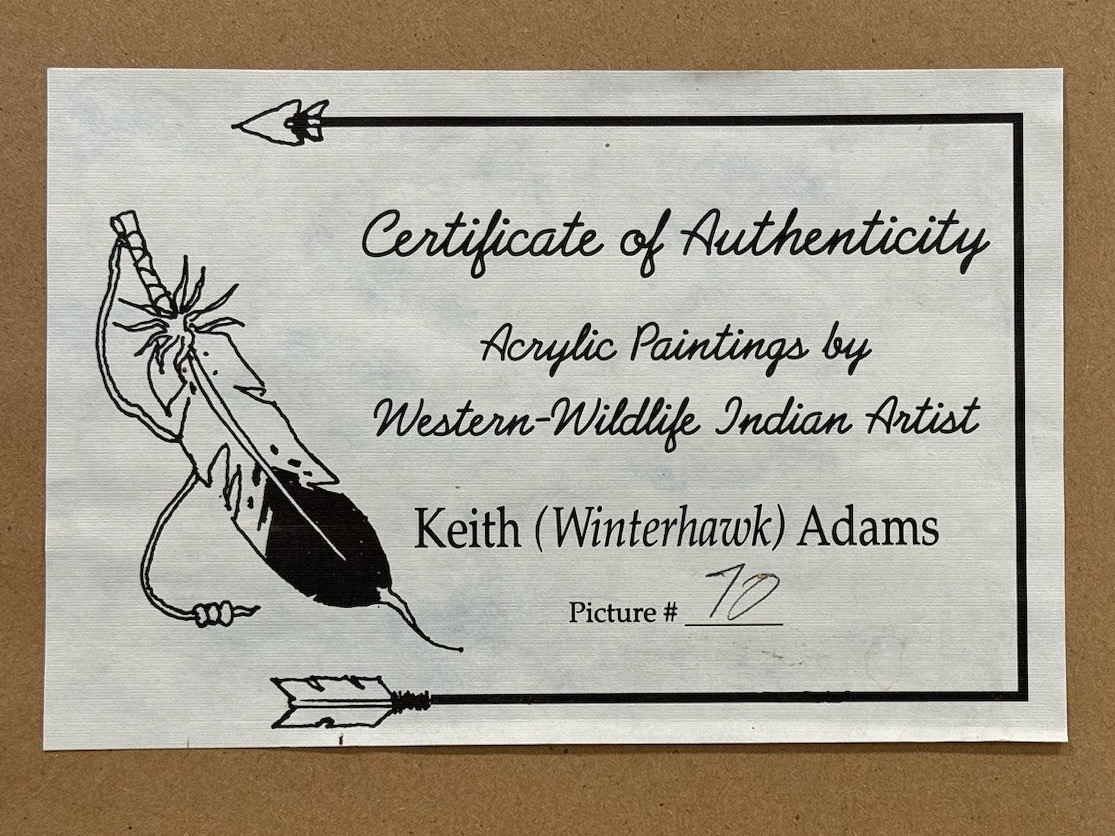 Certificate of Authenticity
Acrylic Paintings by
Western-Wildlife Indian Artist
Keith (Winterhawk) Adams
Picture # 70